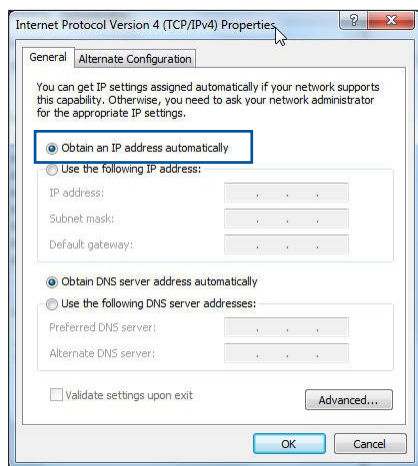 Internet Protocol Version 4 (TCP/IPv4) Properties
General
Alternate Configuration
You can get IP settings assigned automatically if your network supports
this capability. Otherwise, you need to ask your network administrator
for the appropriate IP settings.
Obtain an IP address automatically
Use the following IP address:
IP address:
Subnet mask:
Default gateway:
Obtain DNS server address automatically
Use the following DNS server addresses:
Preferred DNS server:
Alternate DNS server:
Validate settings upon exit
Advanced...
OK
Cancel